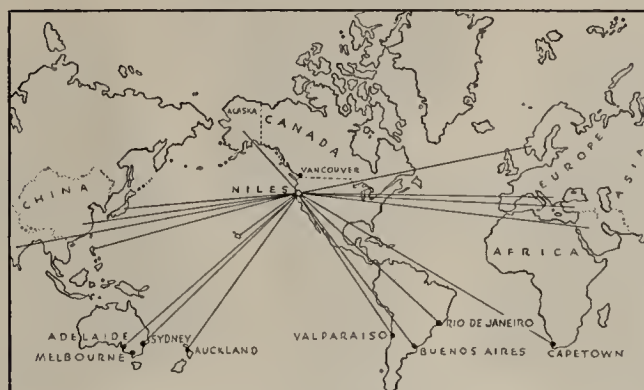 ALASKA
CANADA
VANCOUVER
NILES
CHINA
EUROPE
ASIA
AFRICA
ADELAIDE
SYDNEY
MELBOURNE
AUCKLAND
VALPARAISO
RIO DE JANEIRO
BUENOS AIRES
CAPETOWN